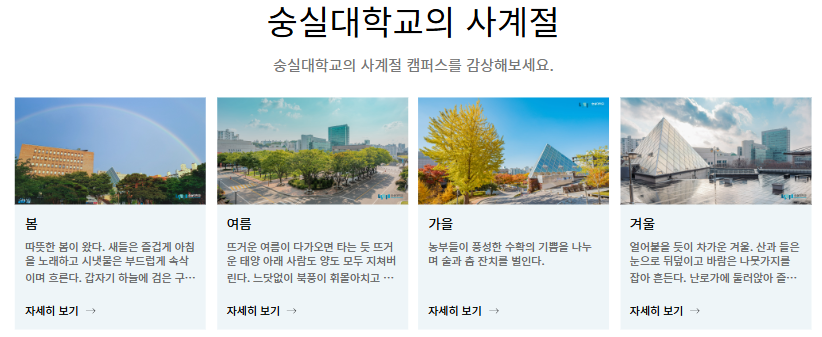 숭실대학교의 사계절
숭실대학교의 사계절 캠퍼스를 감상해보세요.
봄
따뜻한 봄이 왔다. 새들은 즐겁게 아침
을 노래하고 시냇물은 부드럽게 속삭
이며 흐른다. 갑자기 하늘에 검은 구…
자세히 보기 →
여름
뜨거운 여름이 다가오면 타는 듯 뜨거
운 태양 아래 사람도 양도 모두 지쳐버
린다. 느닷없이 북풍이 휘몰아치고 …
자세히 보기 →
가을
농부들이 풍성한 수확의 기쁨을 나누
며 술과 춤 잔치를 벌인다.
자세히 보기 →
겨울
얼어붙을 듯이 차가운 겨울. 산과 들은
눈으로 뒤덮이고 바람은 나뭇가지를
잡아 흔든다. 난로가에 둘러앉아 즐…
자세히 보기 →